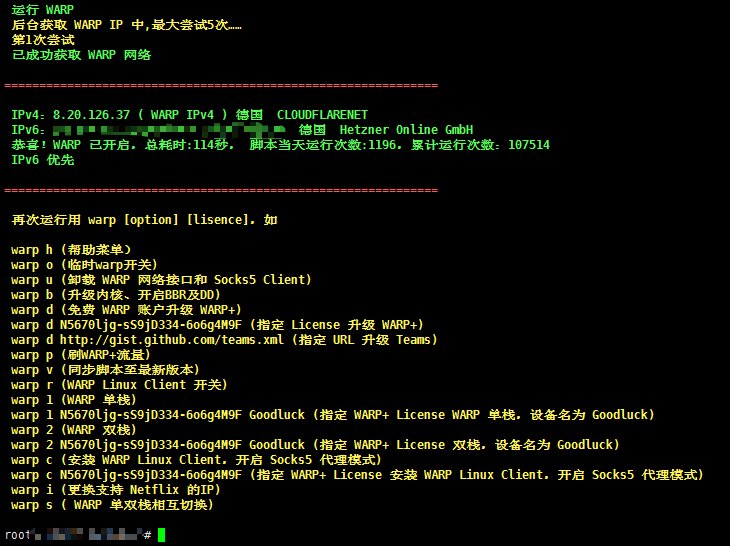 运行 WARP
后台获取 WARP IP 中,最大尝试5次……
第1次尝试
已成功获取 WARP 网络
==============================================================
IPv4：8.20.126.37 ( WARP IPv4 ) 德国  CLOUDFLARENET
IPv6： 德国  Hetzner Online GmbH
恭喜！WARP 已开启，总耗时:114秒， 脚本当天运行次数:1196，累计运行次数：107514
IPv6 优先
==============================================================
再次运行用 warp [option] [lisence]，如
warp h (帮助菜单）
warp o (临时warp开关)
warp u (卸载 WARP 网络接口和 Socks5 Client)
warp b (升级内核、开启BBR及DD)
warp d (免费 WARP 账户升级 WARP+)
warp d N5670ljg-sS9jD334-6o6g4M9F (指定 License 升级 WARP+)
warp d http://gist.github.com/teams.xml (指定 URL 升级 Teams)
warp p (刷WARP+流量)
warp v (同步脚本至最新版本)
warp r (WARP Linux Client 开关)
warp 1 (WARP 单栈)
warp 1 N5670ljg-sS9jD334-6o6g4M9F Goodluck (指定 WARP+ License WARP 单栈，设备名为 Goodluck)
warp 2 (WARP 双栈)
warp 2 N5670ljg-sS9jD334-6o6g4M9F Goodluck (指定 WARP+ License 双栈，设备名为 Goodluck)
warp c (安装 WARP Linux Client，开启 Socks5 代理模式)
warp c N5670ljg-sS9jD334-6o6g4M9F (指定 WARP+ License 安装 WARP Linux Client，开启 Socks5 代理模式)
warp i (更换支持 Netflix 的IP)
warp s ( WARP 单双栈相互切换)
root #